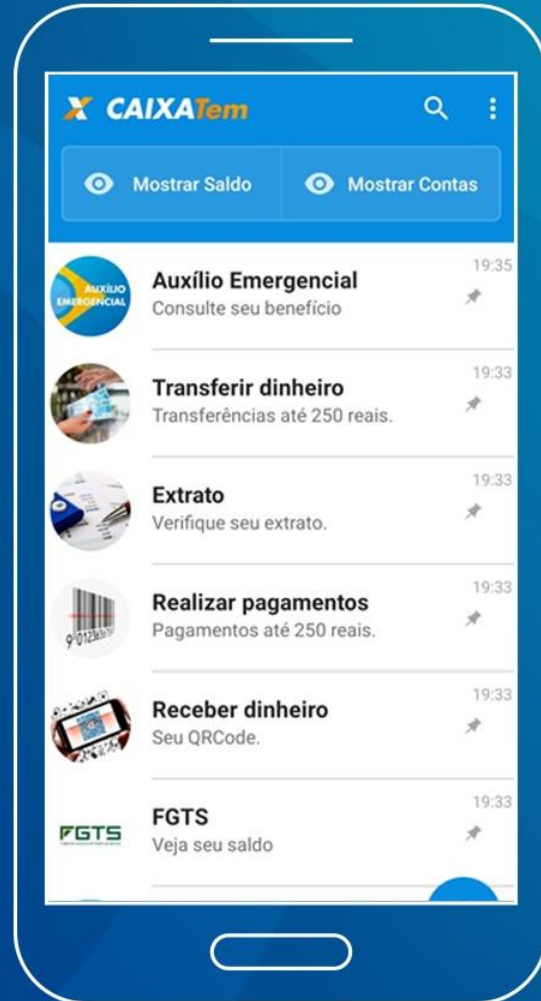 CAIXATem
Mostrar Saldo
Mostrar Contas
AUXÍLIO
EMERGENCIAL
Auxílio Emergencial
19:35
Consulte seu benefício
Transferir dinheiro
19:33
Transferências até 250 reais.
Extrato
19:33
Verifique seu extrato.
Realizar pagamentos
19:33
Pagamentos até 250 reais.
Receber dinheiro
19:33
Seu QRCode.
FGTS
FGTS
19:33
Veja seu saldo